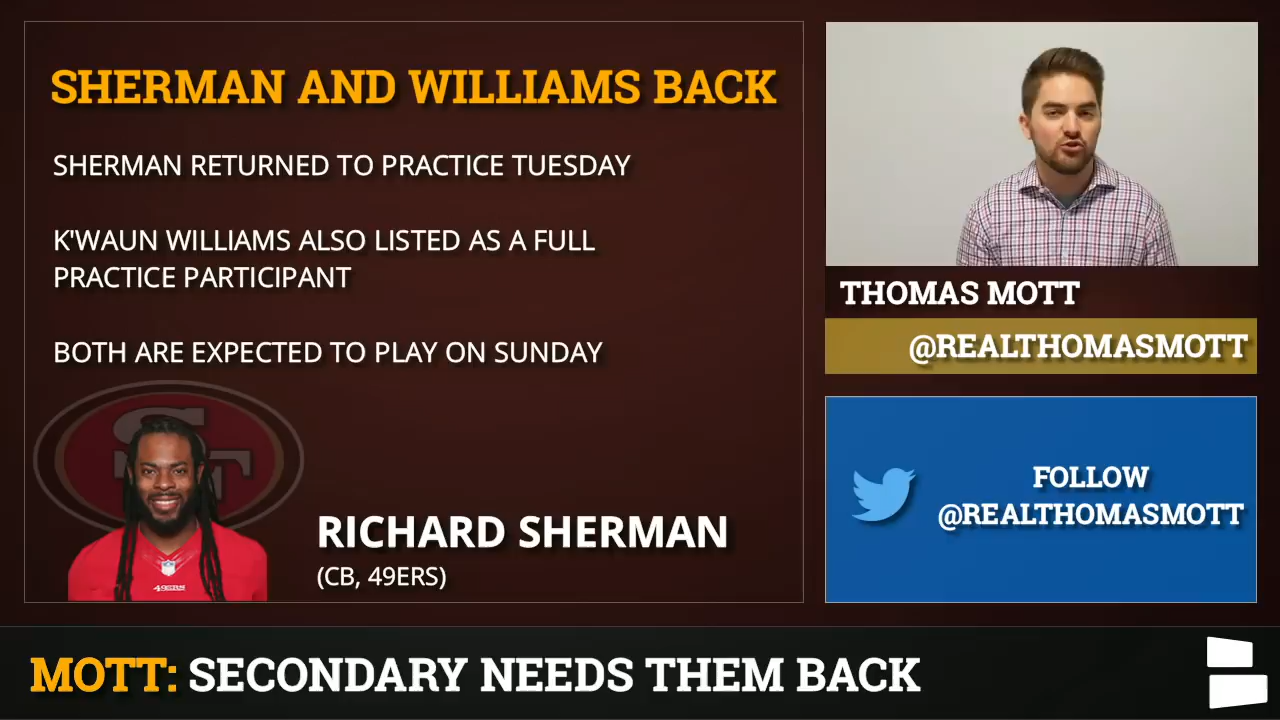 SHERMAN AND WILLIAMS BACK
SHERMAN RETURNED TO PRACTICE TUESDAY
K'WAUN WILLIAMS ALSO LISTED AS A FULL
PRACTICE PARTICIPANT
BOTH ARE EXPECTED TO PLAY ON SUNDAY
SF
49ERS
RICHARD SHERMAN
(CB, 49ERS)
THOMAS MOTT
@REALTHOMASMOTT
FOLLOW
@REALTHOMASMOTT
MOTT: SECONDARY NEEDS THEM BACK